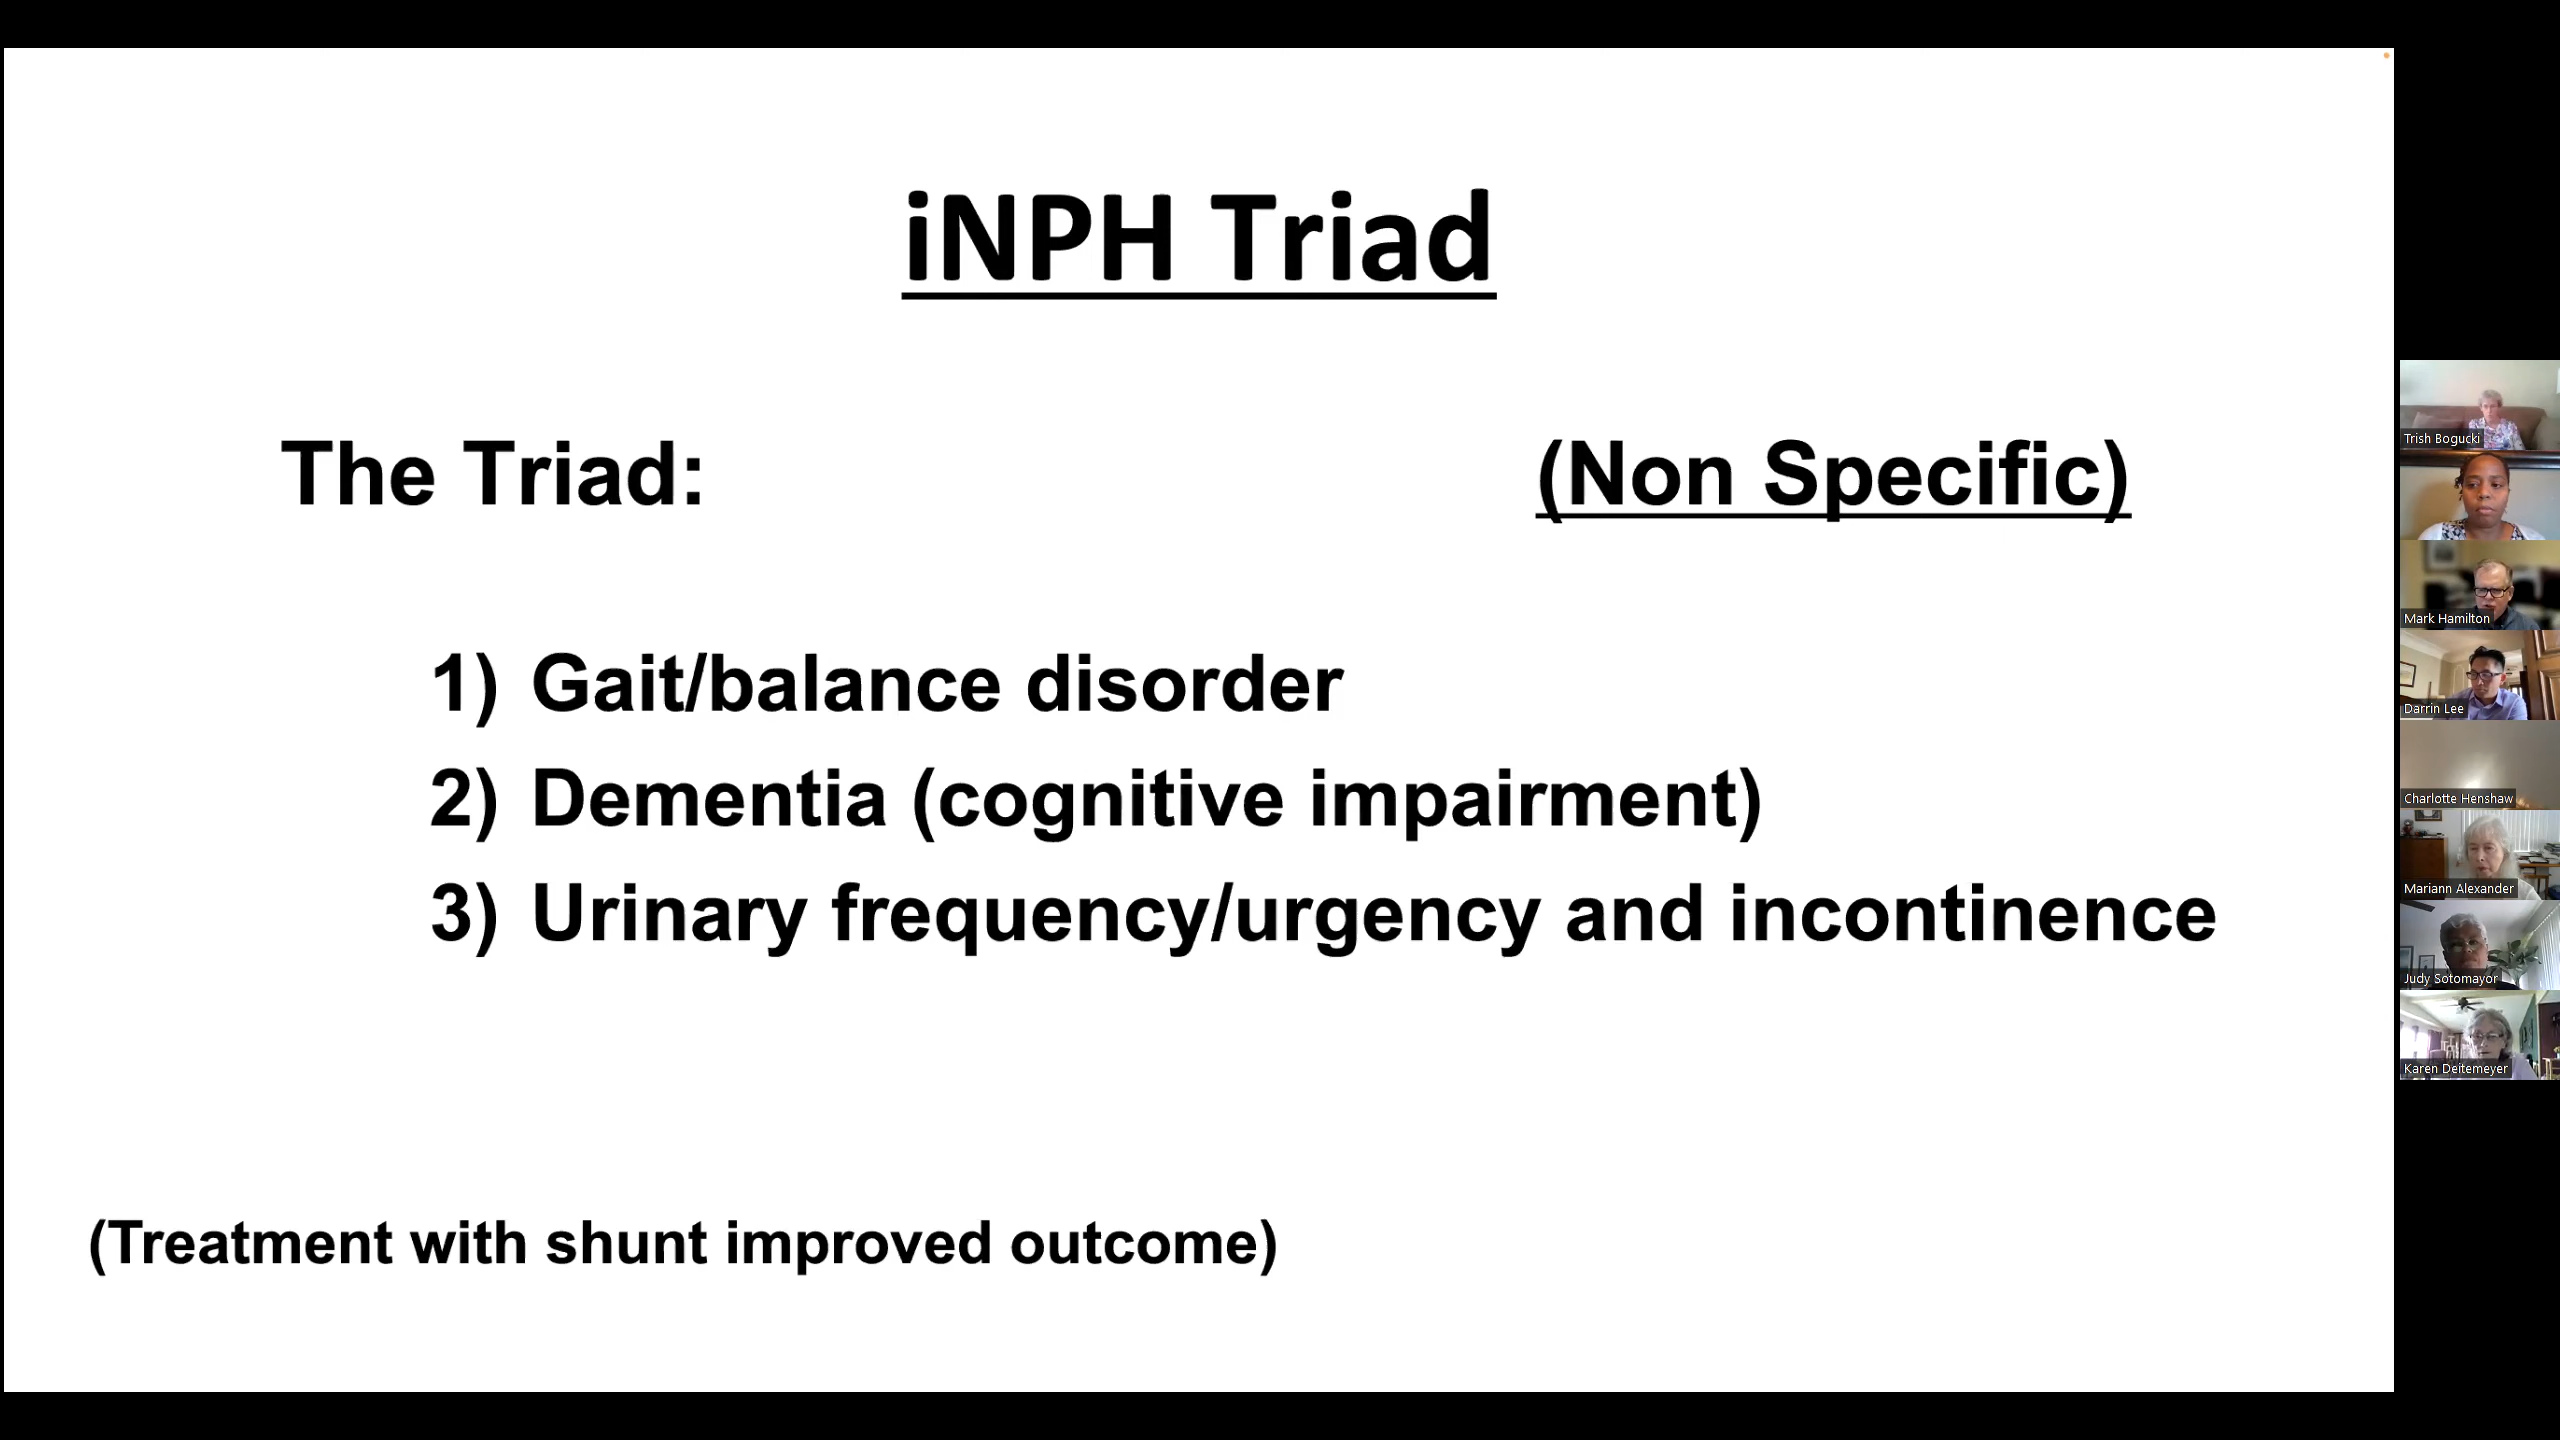 iNPH Triad
The Triad: (Non Specific)
1) Gait/balance disorder
2) Dementia (cognitive impairment)
3) Urinary frequency/urgency and incontinence
(Treatment with shunt improved outcome)
Trish Bogucki
Mark Hamilton
Darrin Lee
Charlotte Henshaw
Mariann Alexander
Judy Sotomayor
Karen Deitemeyer